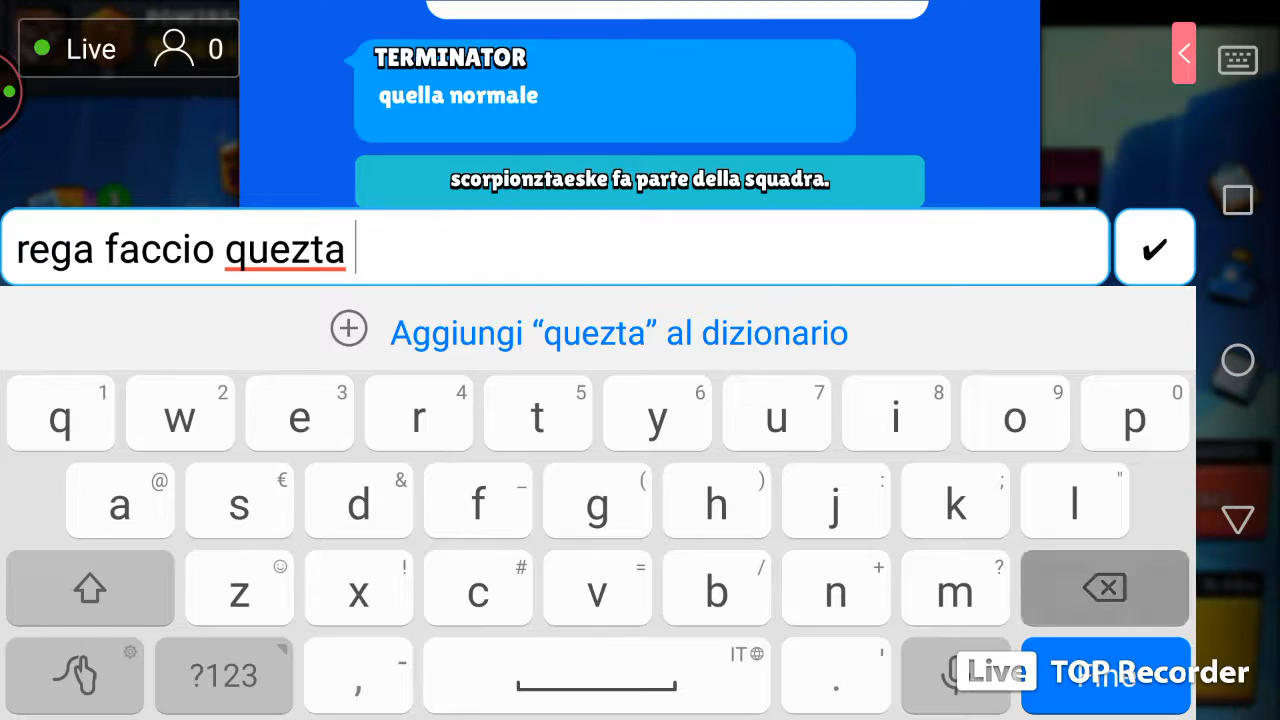 Live 0
TERMINATOR
quella normale
scorpionztaeske fa parte della squadra.
rega faccio quezta
Aggiungi “quezta” al dizionario
q 1 w 2 e 3 r 4 t 5 y 6 u 7 i 8 o 9 p 0
a @ s € d & f _ g ( h ) j : k ; l "
z x ! c # v = b / n + m ?
?123 , - IT . ' Fine
Live TOP Recorder